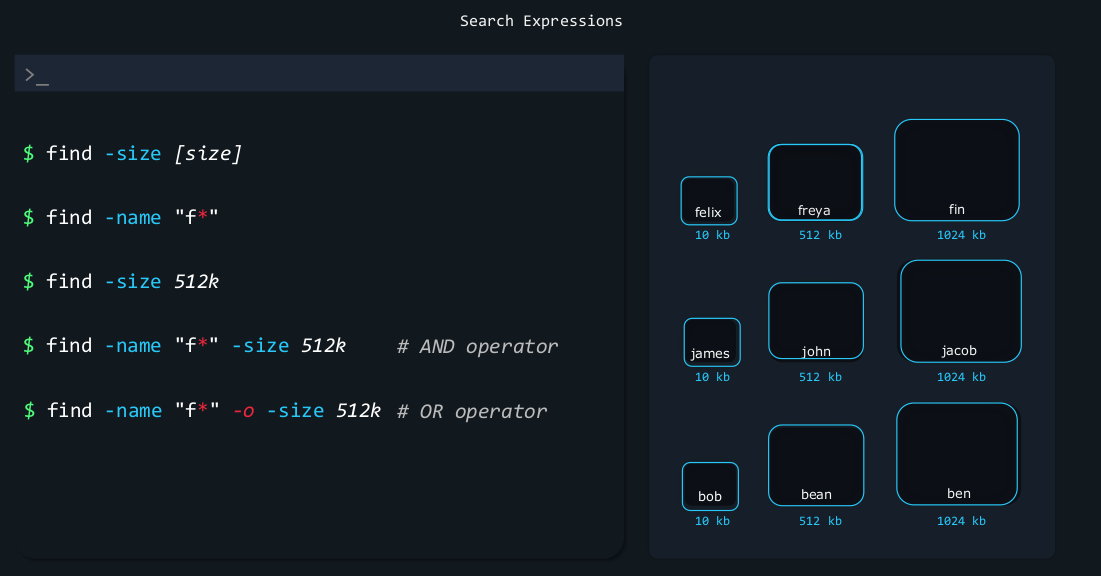 Search Expressions
>_
$ find -size [size]
$ find -name "f*"
$ find -size 512k
$ find -name "f*" -size 512k # AND operator
$ find -name "f*" -o -size 512k # OR operator
felix freya fin
10 kb 512 kb 1024 kb
james john jacob
10 kb 512 kb 1024 kb
bob bean ben
10 kb 512 kb 1024 kb